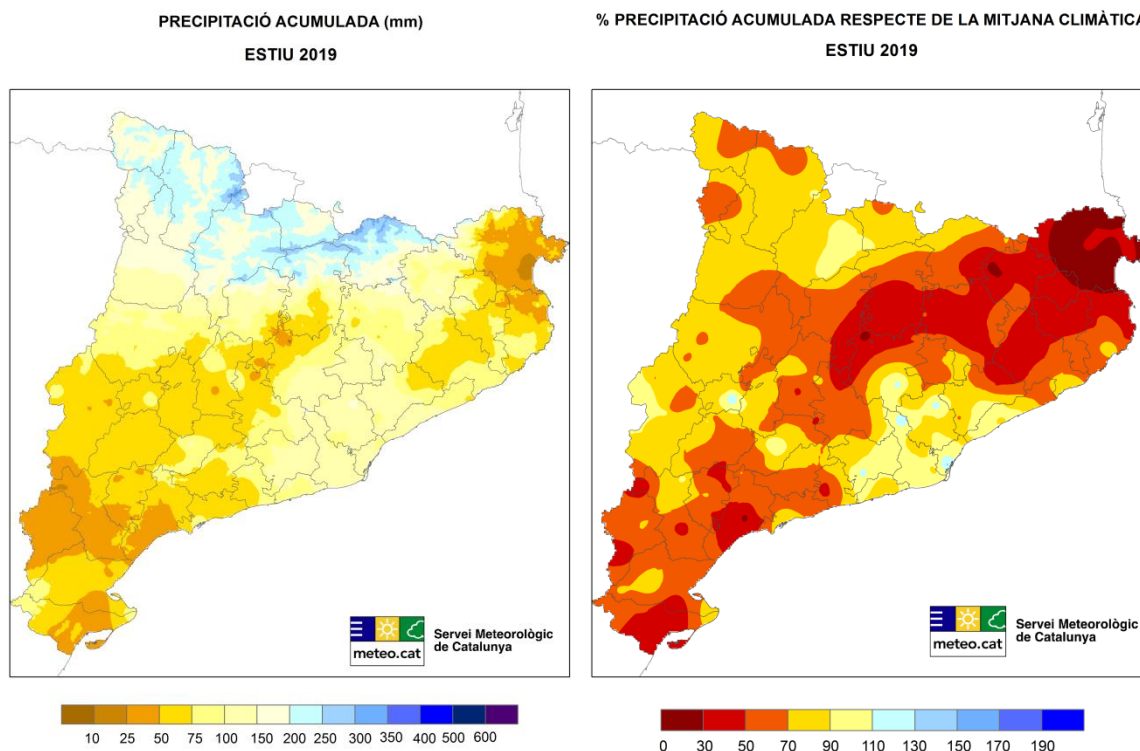 PRECIPITACIÓ ACUMULADA (mm)
ESTIU 2019
% PRECIPITACIÓ ACUMULADA RESPECTE DE LA MITJANA CLIMÀTICA
ESTIU 2019
meteo.cat
Servei Meteorològic
de Catalunya
meteo.cat
Servei Meteorològic
de Catalunya
10 25 50 75 100 150 200 250 300 350 400 500 600
0 30 50 70 90 110 130 150 170 190